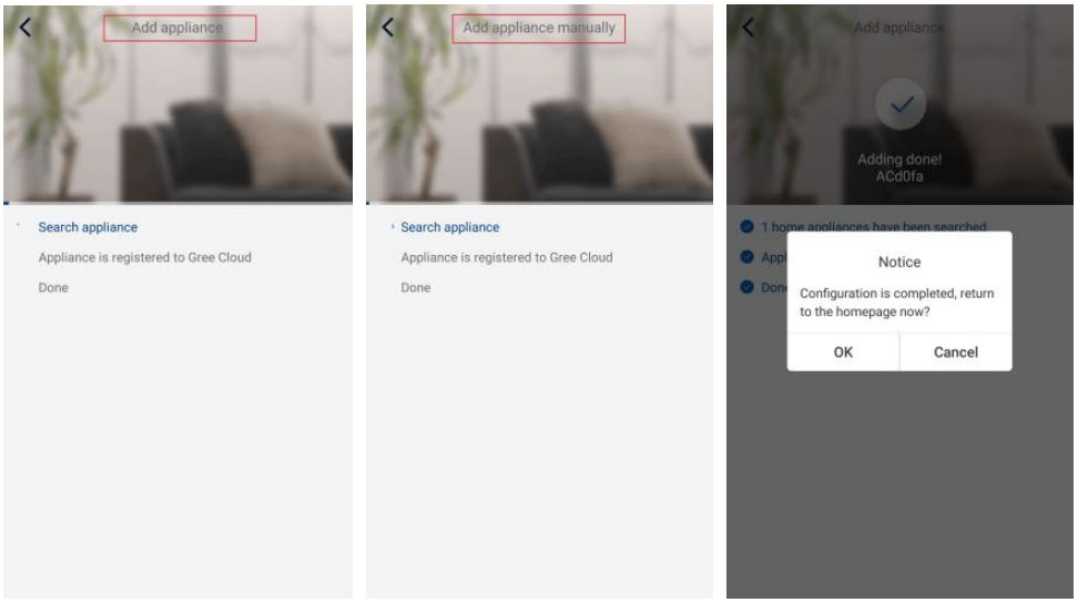 Add appliance
Search appliance
Appliance is registered to Gree Cloud
Done
Add appliance manually
Search appliance
Appliance is registered to Gree Cloud
Done
Add appliance
Adding done!
ACd0fa
1 home appliances have been searched
Appl
Done
Notice
Configuration is completed, return
to the homepage now?
OK
Cancel